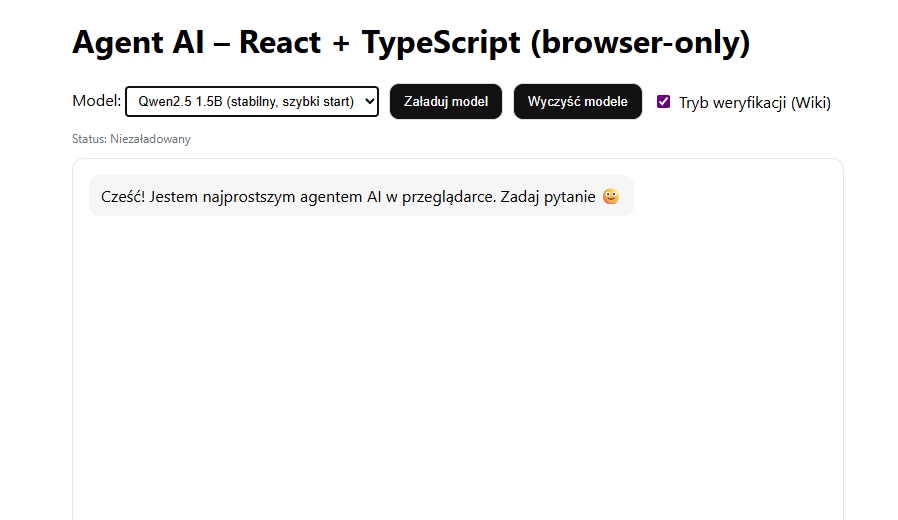 Agent AI – React + TypeScript (browser-only)
Model: Qwen2.5 1.5B (stabilny, szybki start) Załaduj model Wyczyść modele Tryb weryfikacji (Wiki)
Status: Niezaładowany
Cześć! Jestem najprostszym agentem AI w przeglądarce. Zadaj pytanie 🙂